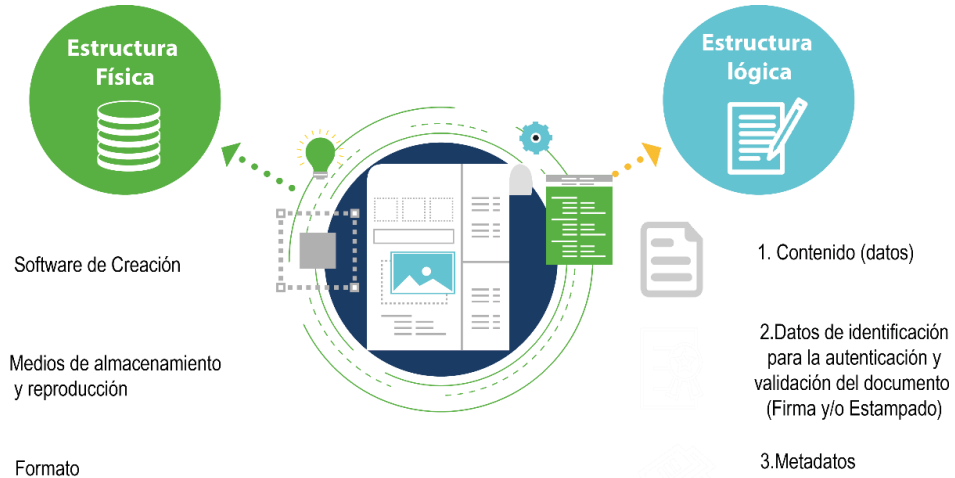 Estructura
Física
Software de Creación
Medios de almacenamiento
y reproducción
Formato
Estructura
lógica
1. Contenido (datos)
2.Datos de identificación
para la autenticación y
validación del documento
(Firma y/o Estampado)
3.Metadatos